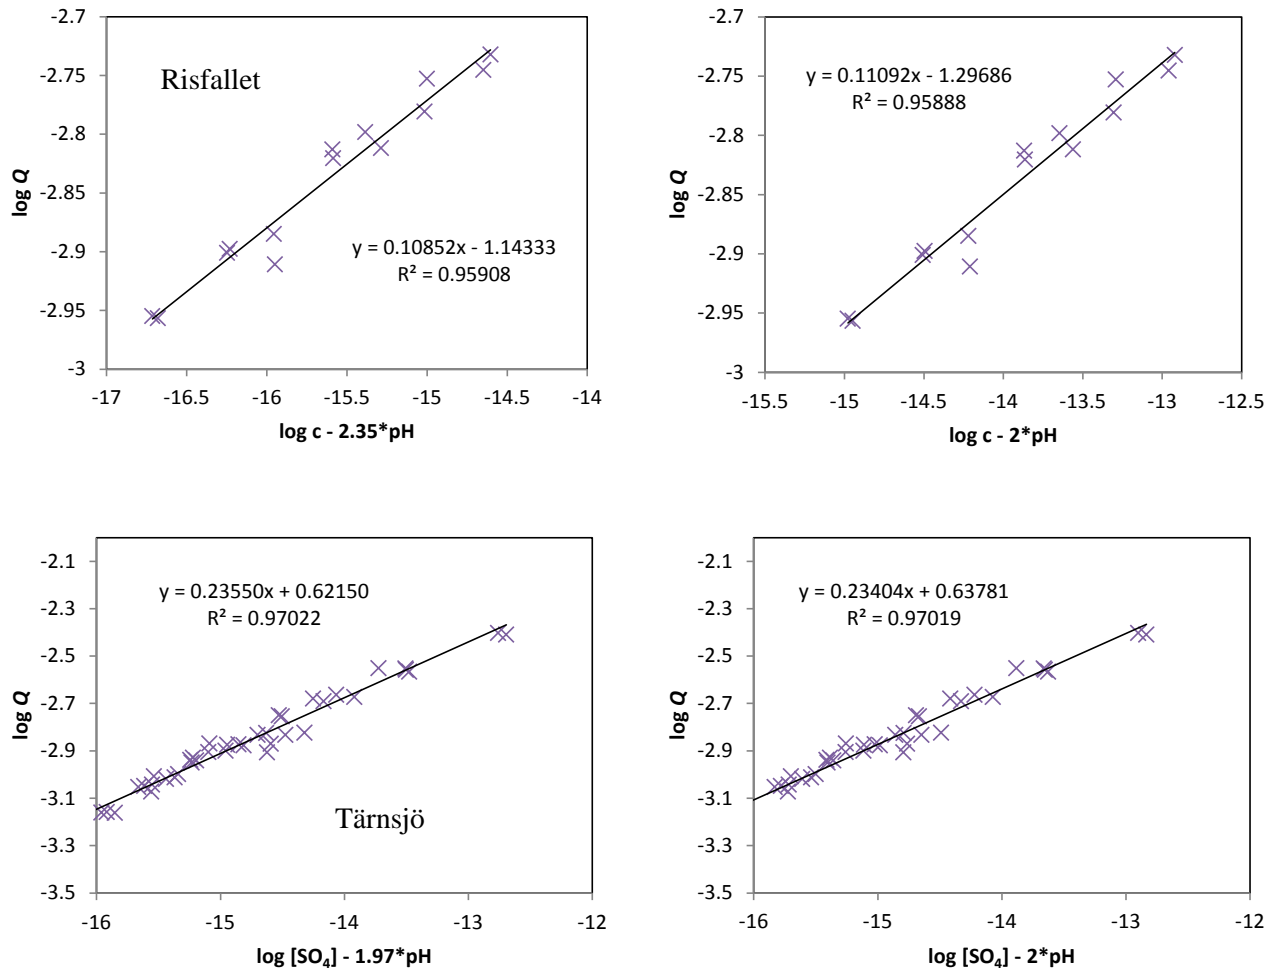 -2.7
-2.75
-2.8
-2.85
-2.9
-2.95
-3
log Q
Risfallet
y = 0.10852x - 1.14333
R² = 0.95908
-17 -16.5 -16 -15.5 -15 -14.5 -14
log c - 2.35*pH
-2.7
-2.75
-2.8
-2.85
-2.9
-2.95
-3
log Q
y = 0.11092x - 1.29686
R² = 0.95888
-15.5 -15 -14.5 -14 -13.5 -13 -12.5
log c - 2*pH
-2.1
-2.3
-2.5
-2.7
-2.9
-3.1
-3.3
-3.5
log Q
y = 0.23550x + 0.62150
R² = 0.97022
Tärnsjö
-16 -15 -14 -13 -12
log [SO₄] - 1.97*pH
-2.1
-2.3
-2.5
-2.7
-2.9
-3.1
-3.3
-3.5
log Q
y = 0.23404x + 0.63781
R² = 0.97019
-16 -15 -14 -13 -12
log [SO₄] - 2*pH